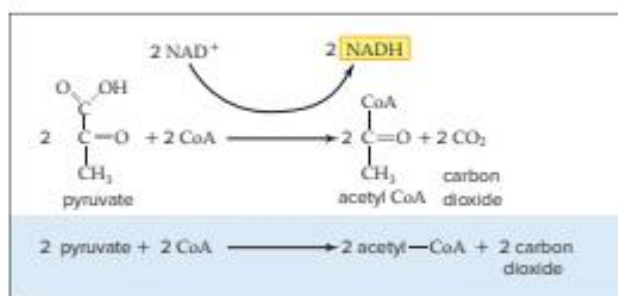 2 NAD⁺ 2 NADH
O OH
C
2 C=O + 2 CoA
CH₃
pyruvate
CoA
2 C=O + 2 CO₂
CH₃ carbon
acetyl CoA dioxide
2 pyruvate + 2 CoA 2 acetyl—CoA + 2 carbon
dioxide